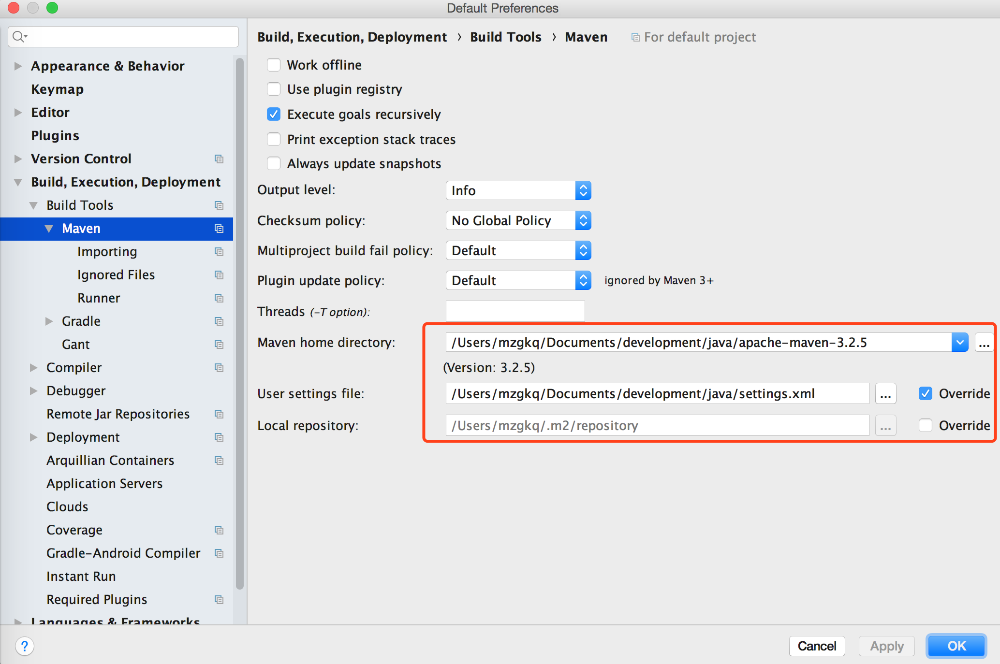 Default Preferences
Appearance & Behavior
Keymap
Editor
Plugins
Version Control
Build, Execution, Deployment
Build Tools
Maven
Importing
Ignored Files
Runner
Gradle
Gant
Compiler
Debugger
Remote Jar Repositories
Deployment
Arquillian Containers
Application Servers
Clouds
Coverage
Gradle-Android Compiler
Instant Run
Required Plugins
Languages & Frameworks
Build, Execution, Deployment › Build Tools › Maven For default project
Work offline
Use plugin registry
Execute goals recursively
Print exception stack traces
Always update snapshots
Output level: Info
Checksum policy: No Global Policy
Multiproject build fail policy: Default
Plugin update policy: Default ignored by Maven 3+
Threads (-T option):
Maven home directory: /Users/mzgkq/Documents/development/java/apache-maven-3.2.5 ...
(Version: 3.2.5)
User settings file: /Users/mzgkq/Documents/development/java/settings.xml ... Override
Local repository: /Users/mzgkq/.m2/repository ... Override
? Cancel Apply OK